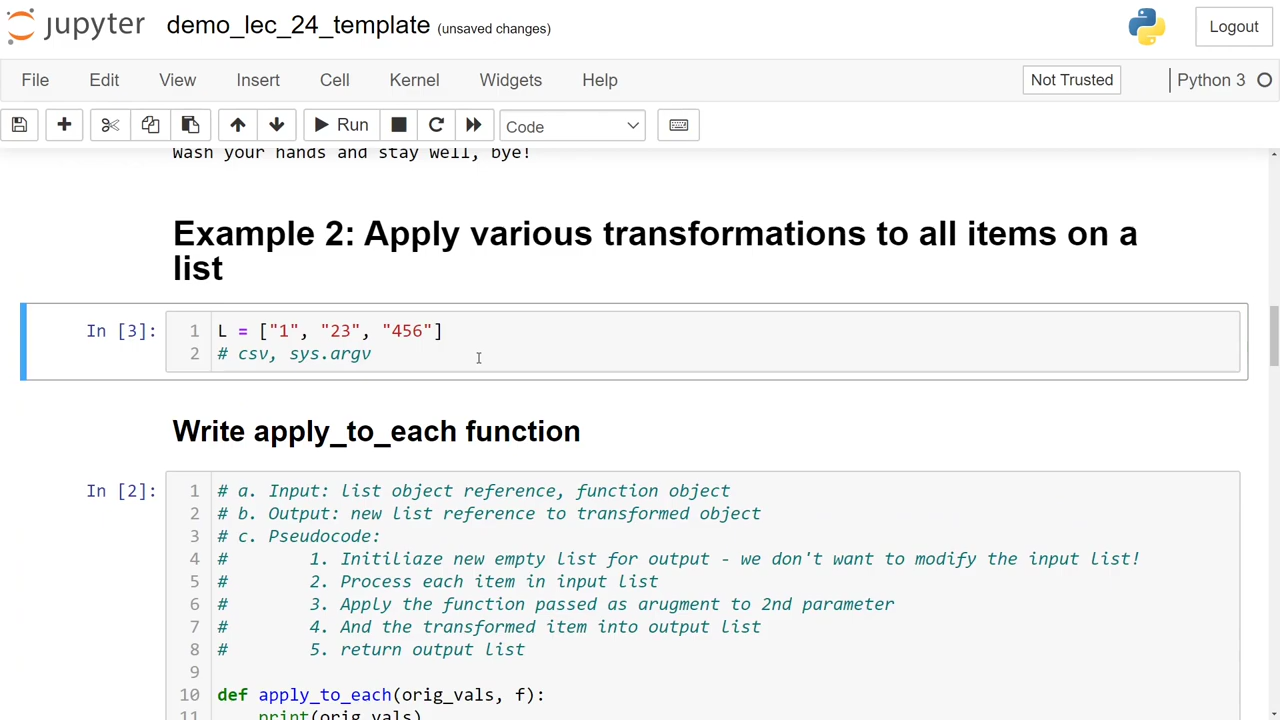 jupyter demo_lec_24_template (unsaved changes) Logout
File Edit View Insert Cell Kernel Widgets Help Not Trusted Python 3
Run Code
Wash your hands and stay well, bye!
Example 2: Apply various transformations to all items on a
list
In [3]: 1 L = ["1", "23", "456"]
2 # csv, sys.argv
Write apply_to_each function
In [2]: 1 # a. Input: list object reference, function object
2 # b. Output: new list reference to transformed object
3 # c. Pseudocode:
4 # 1. Initiliaze new empty list for output - we don't want to modify the input list!
5 # 2. Process each item in input list
6 # 3. Apply the function passed as arugment to 2nd parameter
7 # 4. And the transformed item into output list
8 # 5. return output list
9
10 def apply_to_each(orig_vals, f):
11 print(orig_vals)